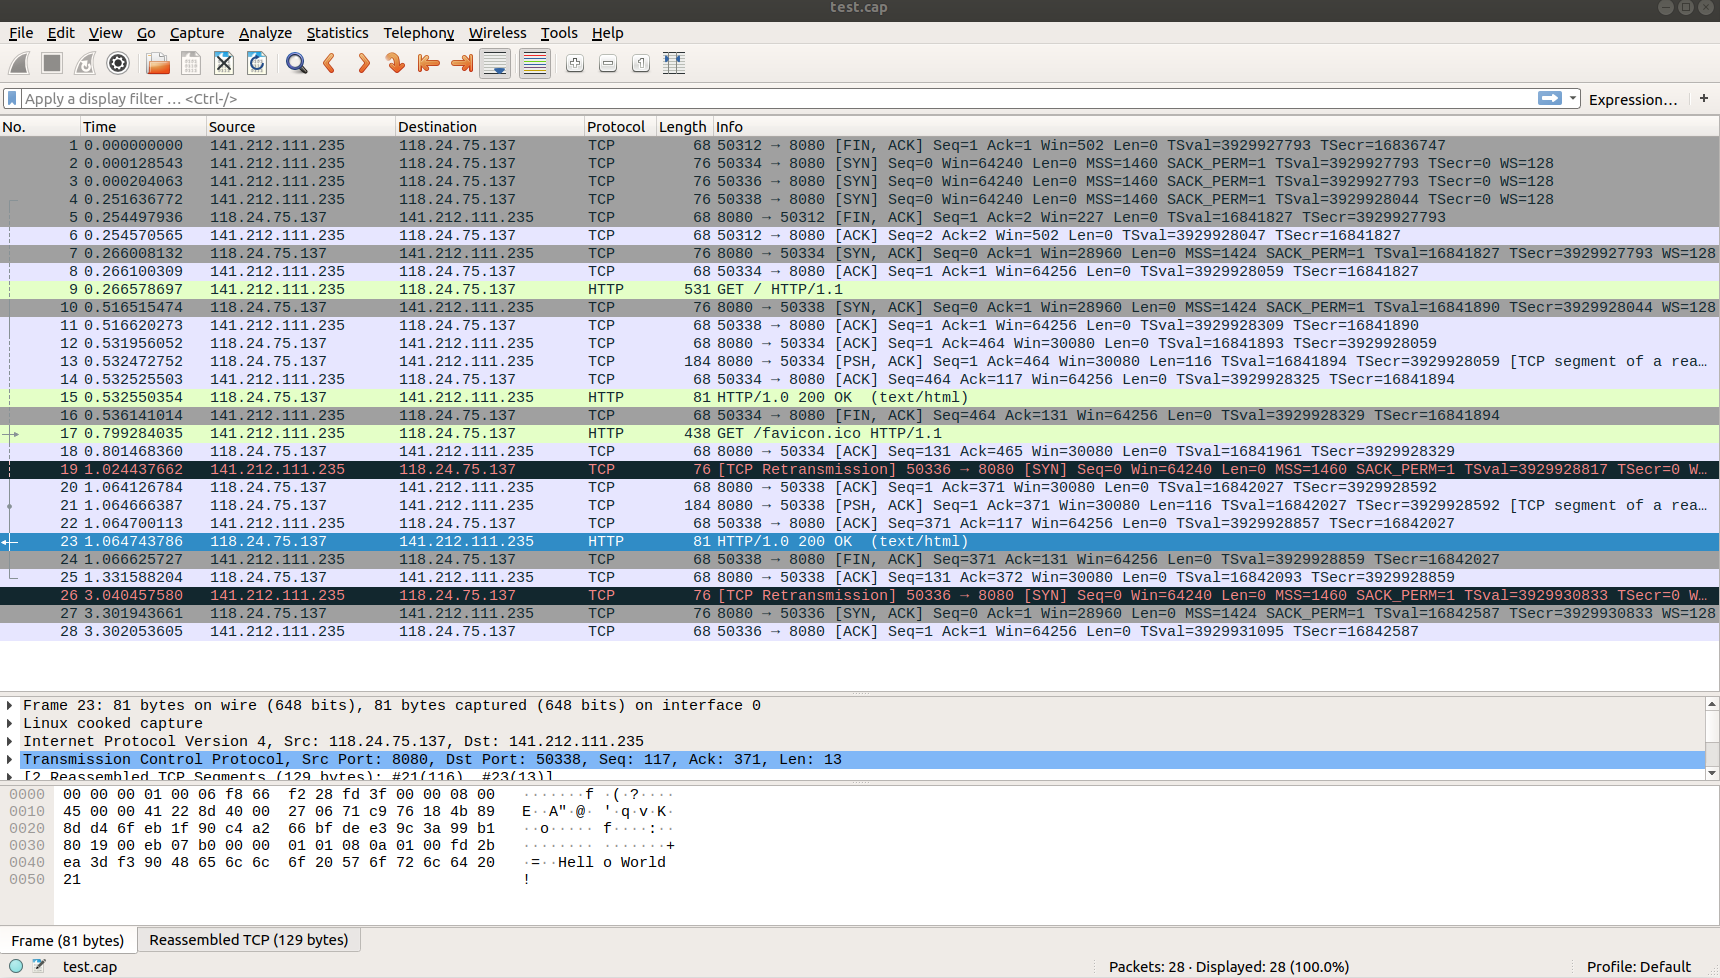 test.cap
File Edit View Go Capture Analyze Statistics Telephony Wireless Tools Help
Apply a display filter … <Ctrl-/> Expression… +
No. Time Source Destination Protocol Length Info
1 0.000000000 141.212.111.235 118.24.75.137 TCP 68 50312 → 8080 [FIN, ACK] Seq=1 Ack=1 Win=502 Len=0 TSval=3929927793 TSecr=16836747
2 0.000128543 141.212.111.235 118.24.75.137 TCP 76 50334 → 8080 [SYN] Seq=0 Win=64240 Len=0 MSS=1460 SACK_PERM=1 TSval=3929927793 TSecr=0 WS=128
3 0.000204063 141.212.111.235 118.24.75.137 TCP 76 50336 → 8080 [SYN] Seq=0 Win=64240 Len=0 MSS=1460 SACK_PERM=1 TSval=3929927793 TSecr=0 WS=128
4 0.251636772 141.212.111.235 118.24.75.137 TCP 76 50338 → 8080 [SYN] Seq=0 Win=64240 Len=0 MSS=1460 SACK_PERM=1 TSval=3929928044 TSecr=0 WS=128
5 0.254497936 118.24.75.137 141.212.111.235 TCP 68 8080 → 50312 [FIN, ACK] Seq=1 Ack=2 Win=227 Len=0 TSval=16841827 TSecr=3929927793
6 0.254570565 141.212.111.235 118.24.75.137 TCP 68 50312 → 8080 [ACK] Seq=2 Ack=2 Win=502 Len=0 TSval=3929928047 TSecr=16841827
7 0.266008132 118.24.75.137 141.212.111.235 TCP 76 8080 → 50334 [SYN, ACK] Seq=0 Ack=1 Win=28960 Len=0 MSS=1424 SACK_PERM=1 TSval=16841827 TSecr=3929927793 WS=128
8 0.266100309 141.212.111.235 118.24.75.137 TCP 68 50334 → 8080 [ACK] Seq=1 Ack=1 Win=64256 Len=0 TSval=3929928059 TSecr=16841827
9 0.266578697 141.212.111.235 118.24.75.137 HTTP 531 GET / HTTP/1.1
10 0.516515474 118.24.75.137 141.212.111.235 TCP 76 8080 → 50338 [SYN, ACK] Seq=0 Ack=1 Win=28960 Len=0 MSS=1424 SACK_PERM=1 TSval=16841890 TSecr=3929928044 WS=128
11 0.516620273 141.212.111.235 118.24.75.137 TCP 68 50338 → 8080 [ACK] Seq=1 Ack=1 Win=64256 Len=0 TSval=3929928309 TSecr=16841890
12 0.531956052 118.24.75.137 141.212.111.235 TCP 68 8080 → 50334 [ACK] Seq=1 Ack=464 Win=30080 Len=0 TSval=16841893 TSecr=3929928059
13 0.532472752 118.24.75.137 141.212.111.235 TCP 184 8080 → 50334 [PSH, ACK] Seq=1 Ack=464 Win=30080 Len=116 TSval=16841894 TSecr=3929928059 [TCP segment of a rea…
14 0.532525503 141.212.111.235 118.24.75.137 TCP 68 50334 → 8080 [ACK] Seq=464 Ack=117 Win=64256 Len=0 TSval=3929928325 TSecr=16841894
15 0.532550354 118.24.75.137 141.212.111.235 HTTP 81 HTTP/1.0 200 OK (text/html)
16 0.536141014 141.212.111.235 118.24.75.137 TCP 68 50334 → 8080 [FIN, ACK] Seq=464 Ack=131 Win=64256 Len=0 TSval=3929928329 TSecr=16841894
17 0.799284035 141.212.111.235 118.24.75.137 HTTP 438 GET /favicon.ico HTTP/1.1
18 0.801468360 118.24.75.137 141.212.111.235 TCP 68 8080 → 50334 [ACK] Seq=131 Ack=465 Win=30080 Len=0 TSval=16841961 TSecr=3929928329
19 1.024437662 141.212.111.235 118.24.75.137 TCP 76 [TCP Retransmission] 50336 → 8080 [SYN] Seq=0 Win=64240 Len=0 MSS=1460 SACK_PERM=1 TSval=3929928817 TSecr=0 W…
20 1.064126784 118.24.75.137 141.212.111.235 TCP 68 8080 → 50338 [ACK] Seq=1 Ack=371 Win=30080 Len=0 TSval=16842027 TSecr=3929928592
21 1.064666387 118.24.75.137 141.212.111.235 TCP 184 8080 → 50338 [PSH, ACK] Seq=1 Ack=371 Win=30080 Len=116 TSval=16842027 TSecr=3929928592 [TCP segment of a rea…
22 1.064700113 141.212.111.235 118.24.75.137 TCP 68 50338 → 8080 [ACK] Seq=371 Ack=117 Win=64256 Len=0 TSval=3929928857 TSecr=16842027
23 1.064743786 118.24.75.137 141.212.111.235 HTTP 81 HTTP/1.0 200 OK (text/html)
24 1.066625727 141.212.111.235 118.24.75.137 TCP 68 50338 → 8080 [FIN, ACK] Seq=371 Ack=131 Win=64256 Len=0 TSval=3929928859 TSecr=16842027
25 1.331588204 118.24.75.137 141.212.111.235 TCP 68 8080 → 50338 [ACK] Seq=131 Ack=372 Win=30080 Len=0 TSval=16842093 TSecr=3929928859
26 3.040457580 141.212.111.235 118.24.75.137 TCP 76 [TCP Retransmission] 50336 → 8080 [SYN] Seq=0 Win=64240 Len=0 MSS=1460 SACK_PERM=1 TSval=3929930833 TSecr=0 W…
27 3.301943661 118.24.75.137 141.212.111.235 TCP 76 8080 → 50336 [SYN, ACK] Seq=0 Ack=1 Win=28960 Len=0 MSS=1424 SACK_PERM=1 TSval=16842587 TSecr=3929930833 WS=128
28 3.302053605 141.212.111.235 118.24.75.137 TCP 68 50336 → 8080 [ACK] Seq=1 Ack=1 Win=64256 Len=0 TSval=3929931095 TSecr=16842587
Frame 23: 81 bytes on wire (648 bits), 81 bytes captured (648 bits) on interface 0
Linux cooked capture
Internet Protocol Version 4, Src: 118.24.75.137, Dst: 141.212.111.235
Transmission Control Protocol, Src Port: 8080, Dst Port: 50338, Seq: 117, Ack: 371, Len: 13
[2 Reassembled TCP Segments (129 bytes): #21(116), #23(13)]
0000 00 00 00 01 00 06 f8 66 f2 28 fd 3f 00 00 08 00 ·······f ·(·?····
0010 45 00 00 41 22 8d 40 00 27 06 71 c9 76 18 4b 89 E··A"·@· '·q·v·K·
0020 8d d4 6f eb 1f 90 c4 a2 66 bf de e3 9c 3a 99 b1 ··o····· f····:··
0030 80 19 00 eb 07 b0 00 00 01 01 08 0a 01 00 fd 2b ········ ·······+
0040 ea 3d f3 90 48 65 6c 6c 6f 20 57 6f 72 6c 64 20 ·=··Hell o World
0050 21 !
Frame (81 bytes) Reassembled TCP (129 bytes)
test.cap Packets: 28 · Displayed: 28 (100.0%) Profile: Default